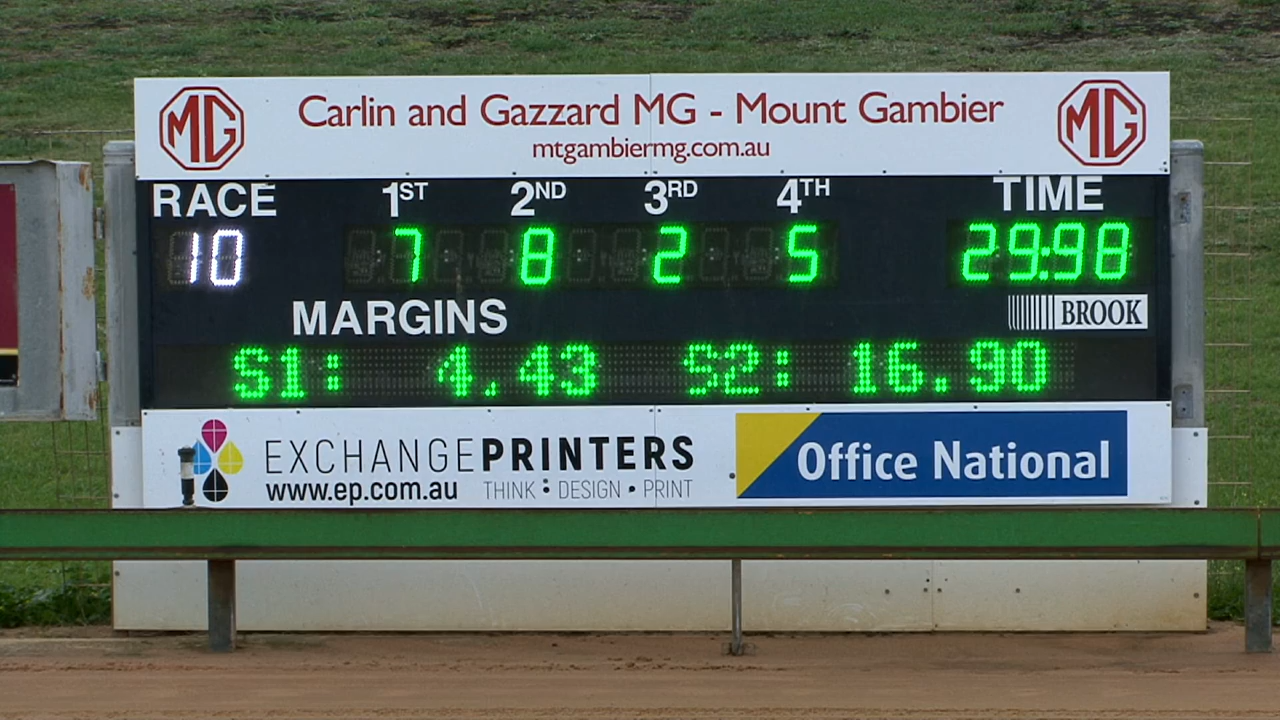 MG Carlin and Gazzard MG - Mount Gambier MG
mtgambiermg.com.au
RACE 1ST 2ND 3RD 4TH TIME
10 7 8 2 5 29:98
MARGINS BROOK
S1: 4.43 S2: 16.90
EXCHANGEPRINTERS Office National
www.ep.com.au THINK : DESIGN • PRINT